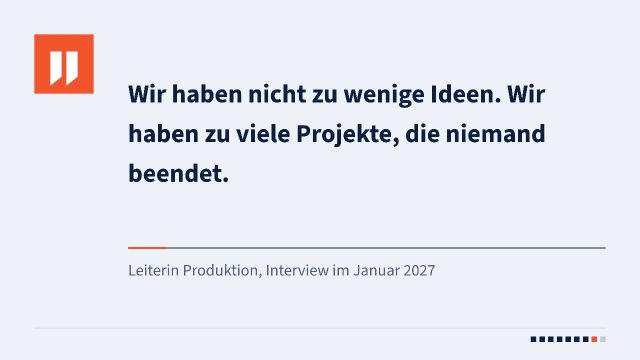 Wir haben nicht zu wenige Ideen. Wir
haben zu viele Projekte, die niemand
beendet.
Leiterin Produktion, Interview im Januar 2027